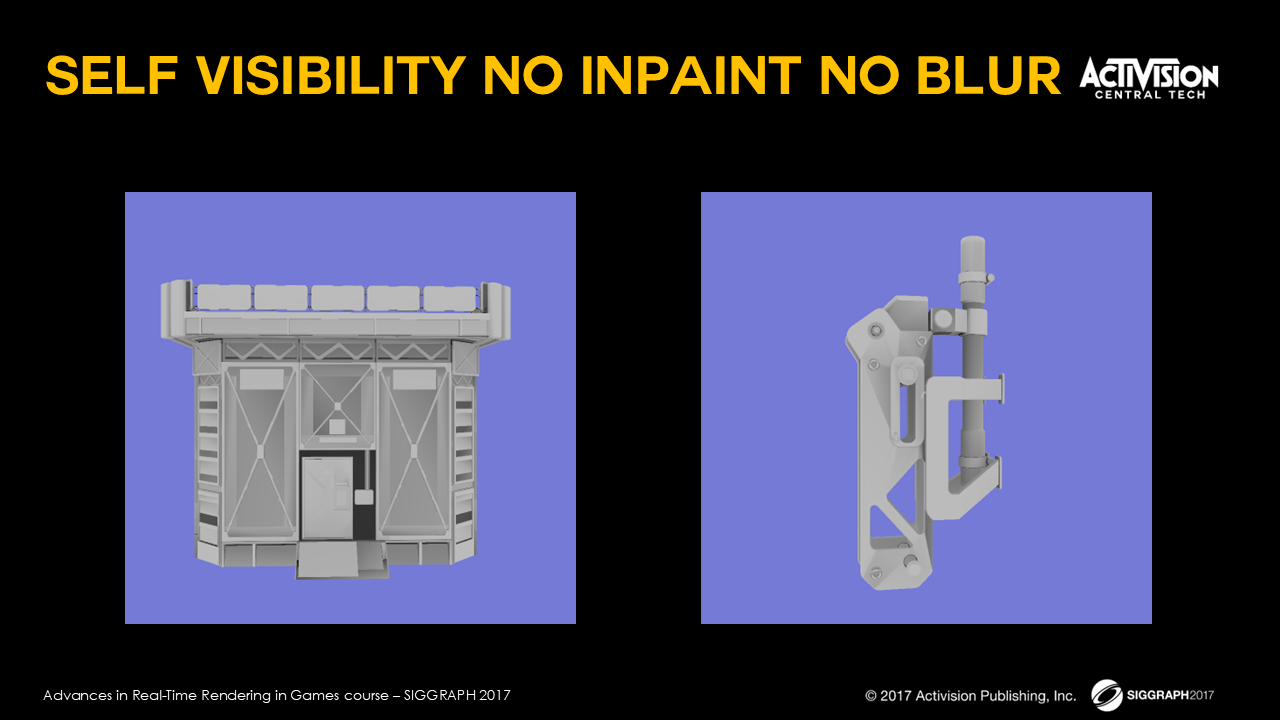 SELF VISIBILITY NO INPAINT NO BLUR
ACTIVISION
CENTRAL TECH
Advances in Real-Time Rendering in Games course – SIGGRAPH 2017
© 2017 Activision Publishing, Inc.
SIGGRAPH2017